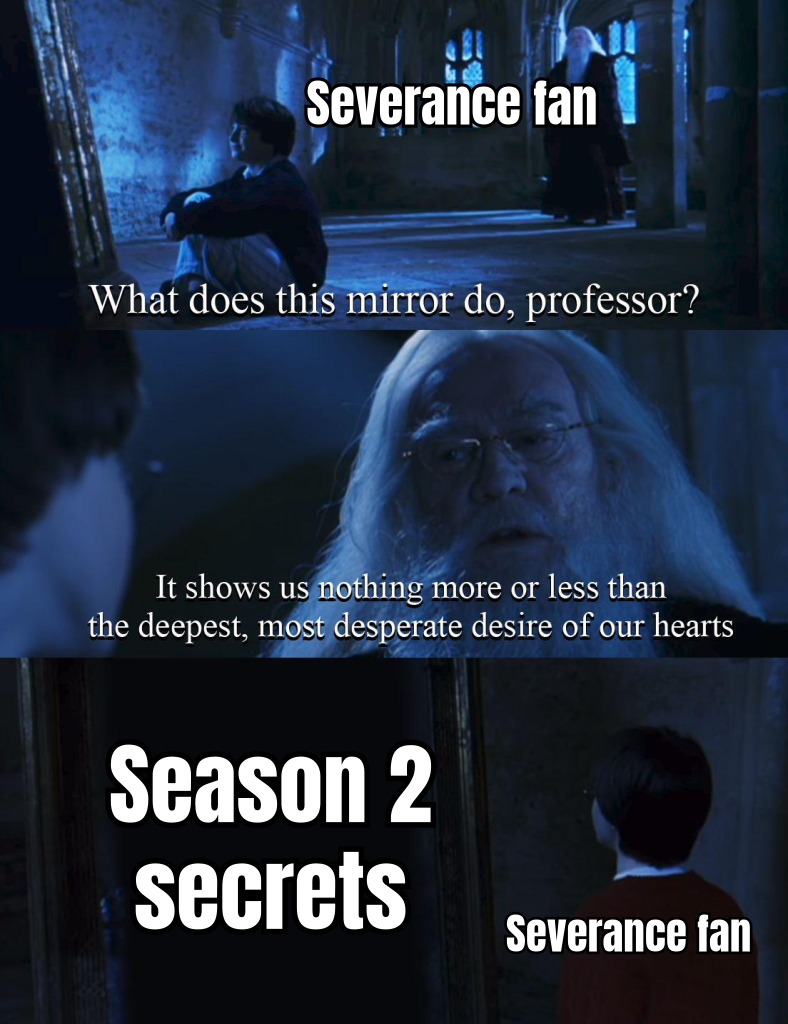 Severance fan
What does this mirror do, professor?
It shows us nothing more or less than
the deepest, most desperate desire of our hearts
Season 2
secrets
Severance fan